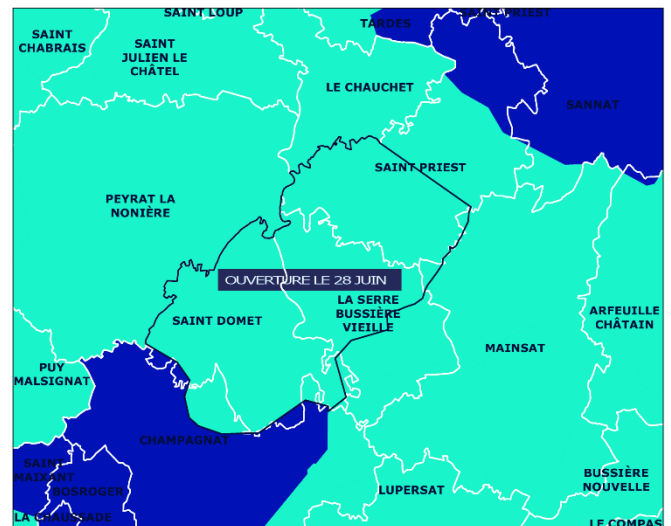 SAINT LOUP
TARDES
SAINT PRIEST
SAINT
CHABRAIS
SAINT
JULIEN LE
CHÂTEL
LE CHAUCHET
SANNAT
SAINT PRIEST
PEYRAT LA
NONIÈRE
OUVERTURE LE 28 JUIN
LA SERRE
BUSSIÈRE
VIEILLE
SAINT DOMET
ARFEUILLE
CHÂTAIN
MAINSAT
PUY
MALSIGNAT
CHAMPAGNAT
SAINT
MAIXANT
BOSROGER
LUPERSAT
BUSSIÈRE
NOUVELLE
LA CHAUSSADE
LE COMPAS